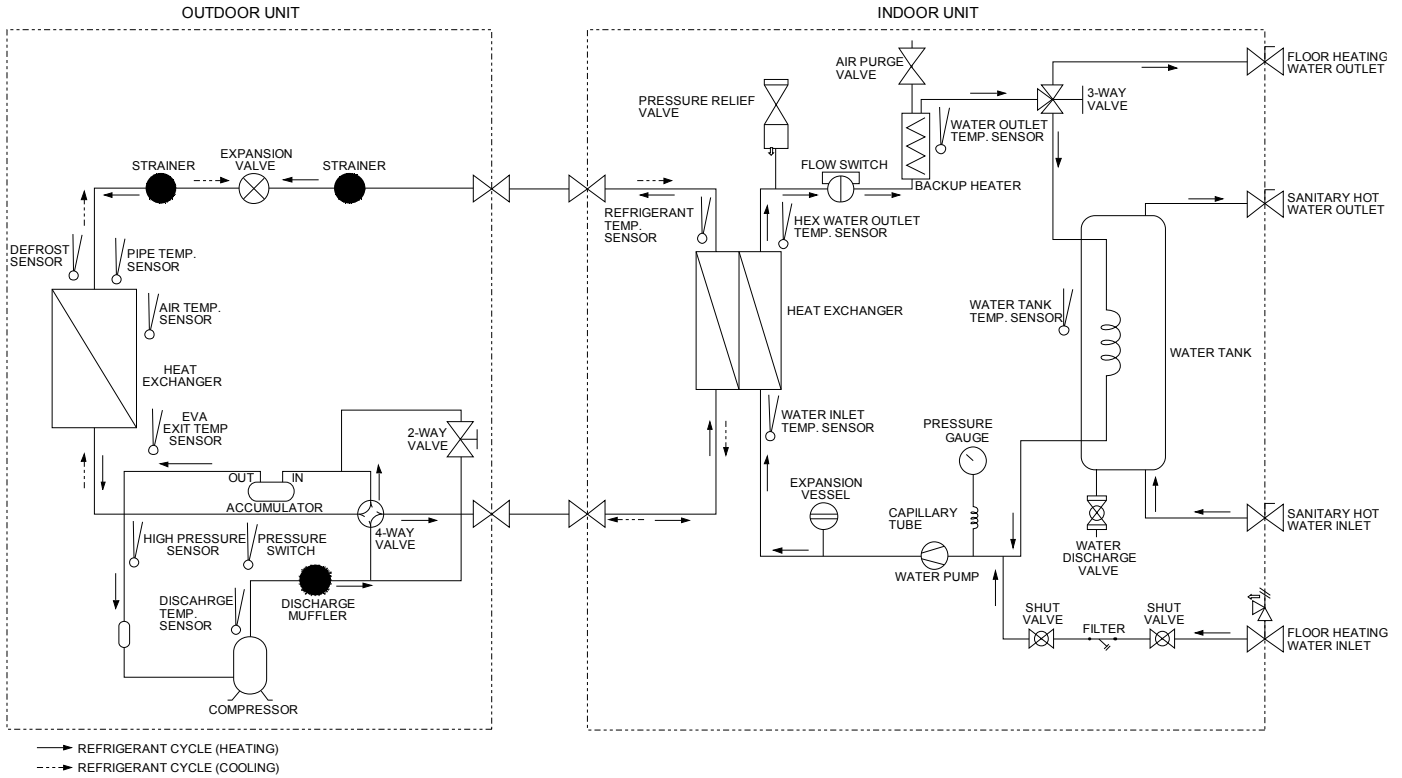 OUTDOOR UNIT
INDOOR UNIT
AIR PURGE
VALVE
FLOOR HEATING
WATER OUTLET
PRESSURE RELIEF
VALVE
3-WAY
VALVE
WATER OUTLET
TEMP. SENSOR
STRAINER
EXPANSION
VALVE
STRAINER
FLOW SWITCH
BACKUP HEATER
SANITARY HOT
WATER OUTLET
REFRIGERANT
TEMP.
SENSOR
HEX WATER OUTLET
TEMP. SENSOR
DEFROST
SENSOR
PIPE TEMP.
SENSOR
AIR TEMP.
SENSOR
HEAT EXCHANGER
WATER TANK
TEMP. SENSOR
WATER TANK
HEAT
EXCHANGER
EVA
EXIT TEMP
SENSOR
2-WAY
VALVE
WATER INLET
TEMP. SENSOR
PRESSURE
GAUGE
OUT
IN
ACCUMULATOR
EXPANSION
VESSEL
CAPILLARY
TUBE
SANITARY HOT
WATER INLET
4-WAY
VALVE
HIGH PRESSURE
SENSOR
PRESSURE
SWITCH
WATER
DISCHARGE
VALVE
WATER PUMP
DISCAHRGE
TEMP.
SENSOR
DISCHARGE
MUFFLER
SHUT
VALVE
FILTER
SHUT
VALVE
FLOOR HEATING
WATER INLET
COMPRESSOR
REFRIGERANT CYCLE (HEATING)
REFRIGERANT CYCLE (COOLING)